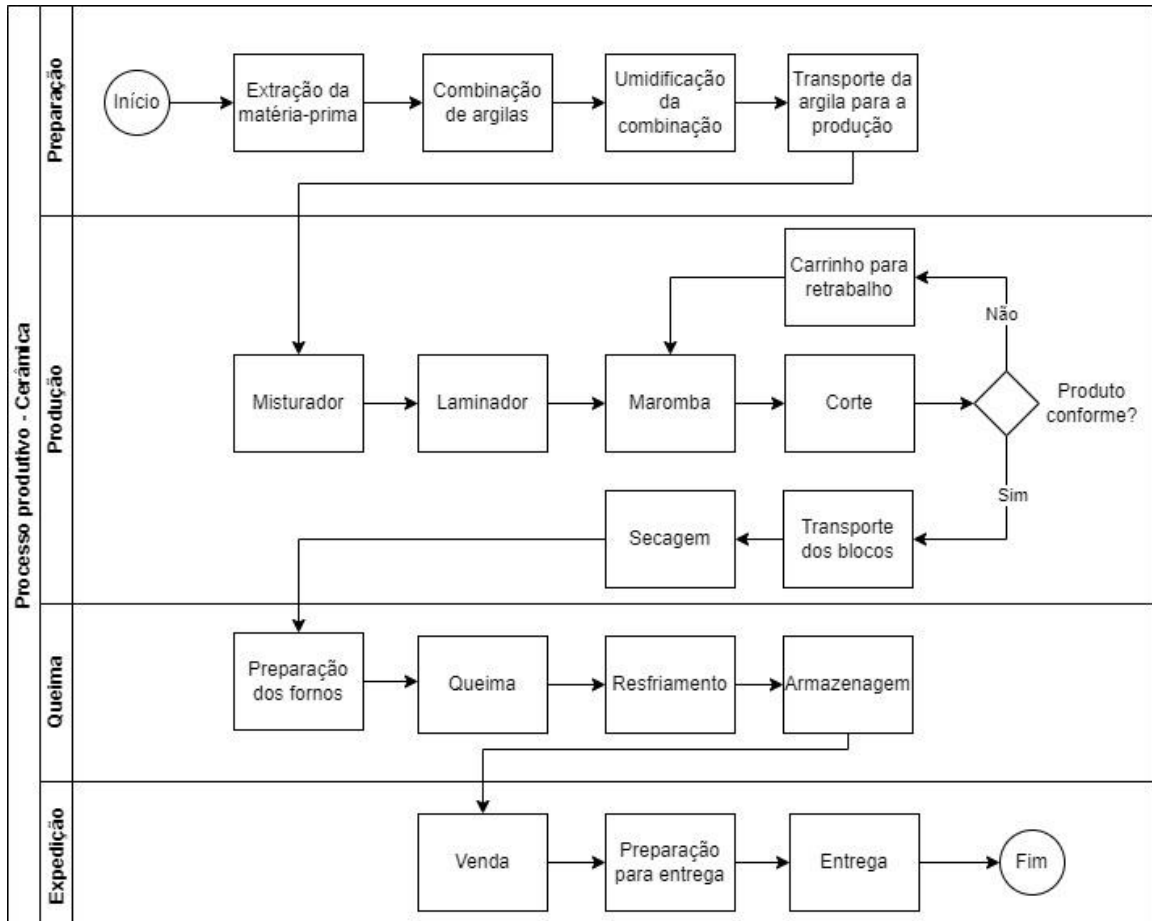 Processo produtivo - Cerâmica
Preparação
Início
Extração da
matéria-prima
Combinação
de argilas
Umidificação
da
combinação
Transporte da
argila para a
produção
Produção
Carrinho para
retrabalho
Não
Misturador
Laminador
Maromba
Corte
Produto
conforme?
Sim
Secagem
Transporte
dos blocos
Queima
Preparação
dos fornos
Queima
Resfriamento
Armazenagem
Expedição
Venda
Preparação
para entrega
Entrega
Fim